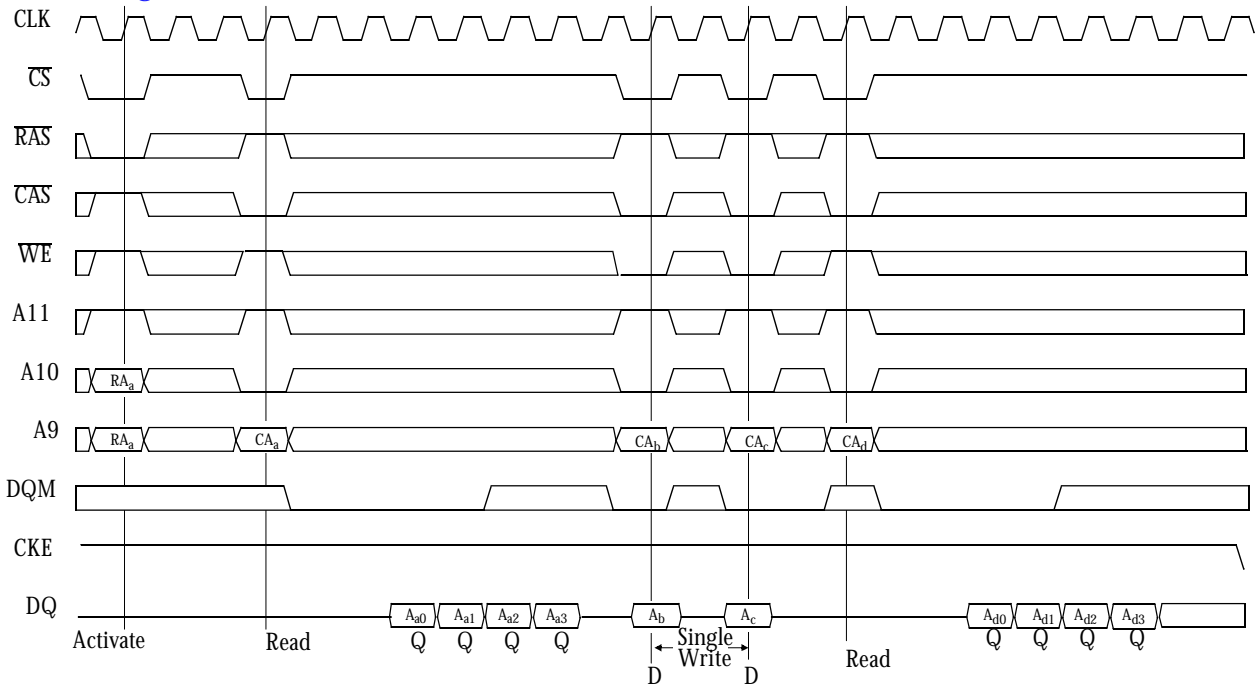 CLK
CS
RAS
CAS
WE
A11
A10 RAa
A9 RAa CAa CAb CAc CAd
DQM
CKE
DQ Aa0 Aa1 Aa2 Aa3 Ab Ac Ad0 Ad1 Ad2 Ad3
Activate Read Q Q Q Q Single Write Read Q Q Q Q
D D